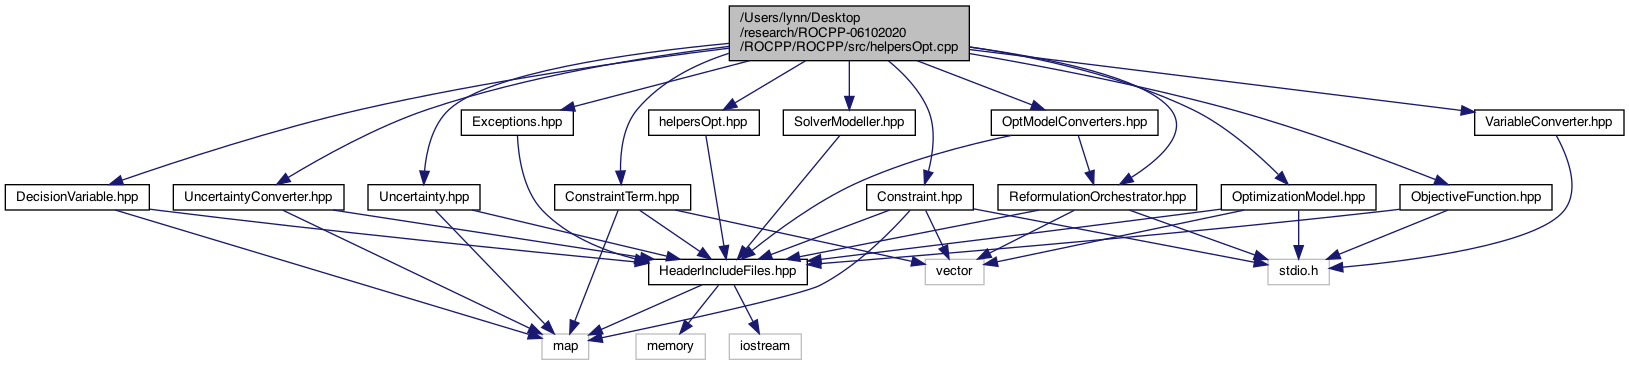 /Users/lynn/Desktop
/research/ROCPP-06102020
/ROCPP/ROCPP/src/helpersOpt.cpp
Exceptions.hpp
helpersOpt.hpp
SolverModeller.hpp
OptModelConverters.hpp
VariableConverter.hpp
DecisionVariable.hpp
UncertaintyConverter.hpp
Uncertainty.hpp
ConstraintTerm.hpp
Constraint.hpp
ReformulationOrchestrator.hpp
OptimizationModel.hpp
ObjectiveFunction.hpp
HeaderIncludeFiles.hpp
vector
stdio.h
map
memory
iostream